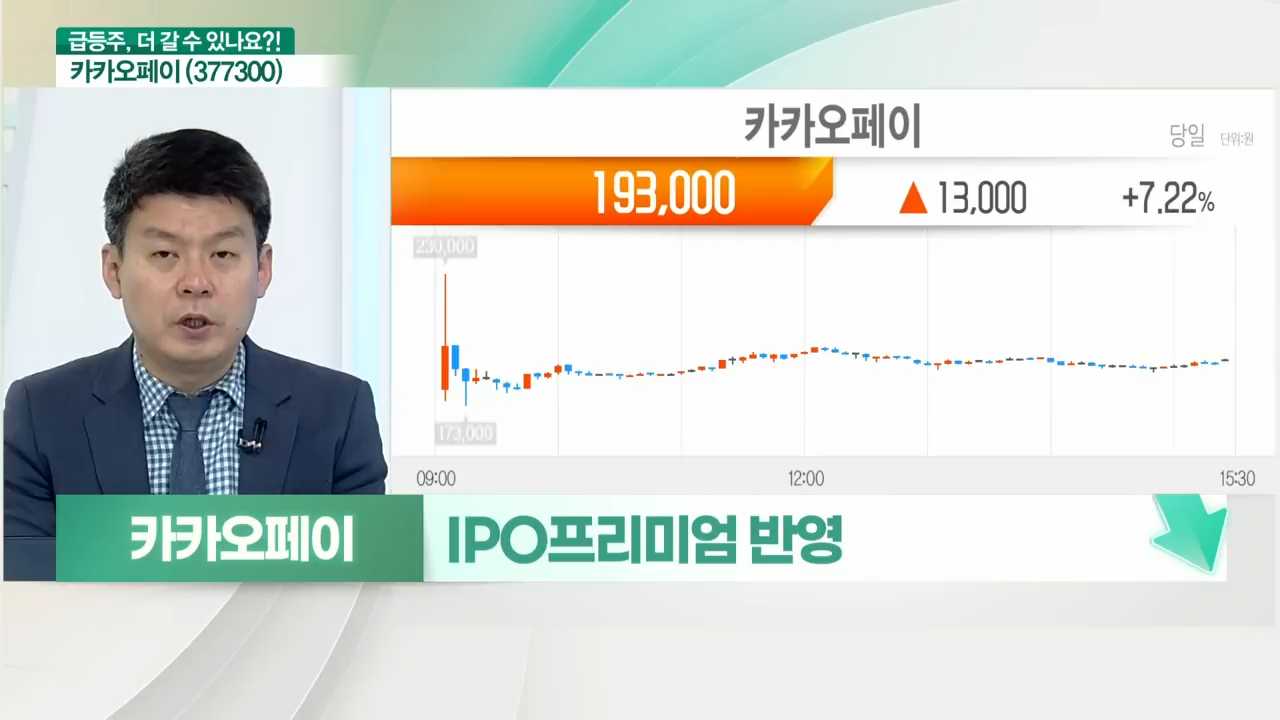 급등주, 더 갈 수 있나요?!
카카오페이 (377300)
카카오페이
당일 단위:원
193,000 ▲ 13,000 +7.22%
230,000
173,000
09:00 12:00 15:30
카카오페이 IPO프리미엄 반영